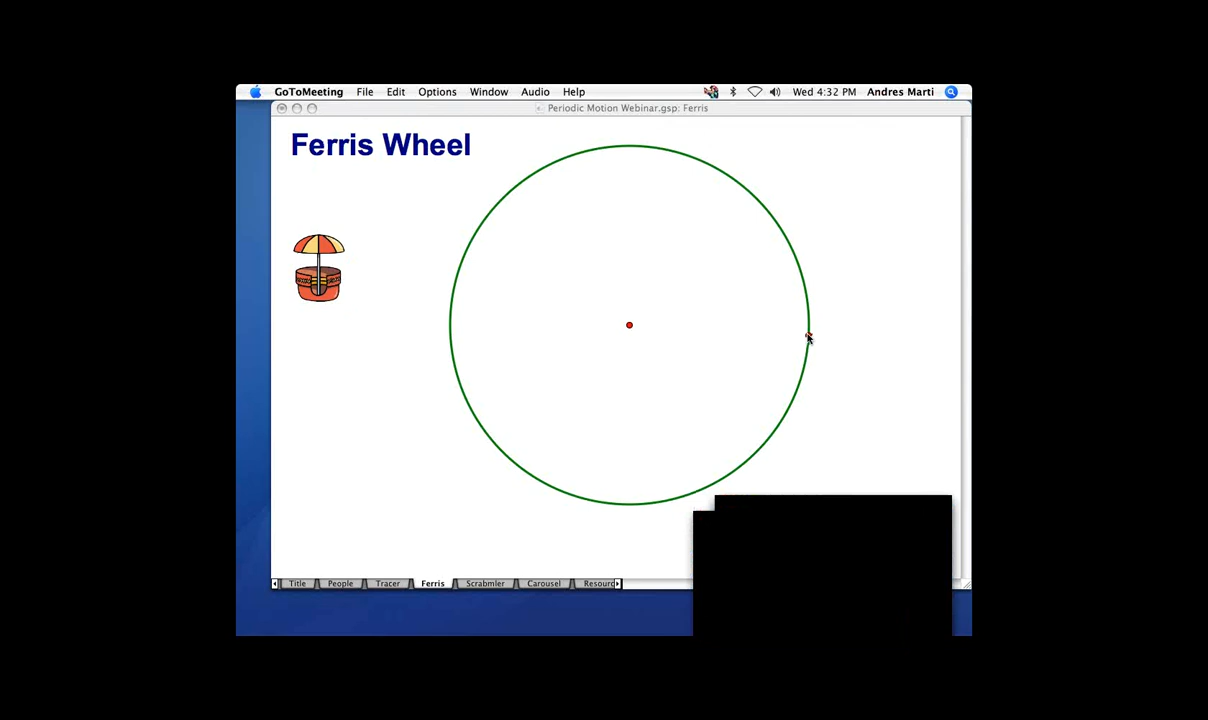 GoToMeeting File Edit Options Window Audio Help Wed 4:32 PM Andres Marti
Periodic Motion Webinar.gsp: Ferris
Ferris Wheel
Title People Tracer Ferris Scrabmler Carousel Resourc